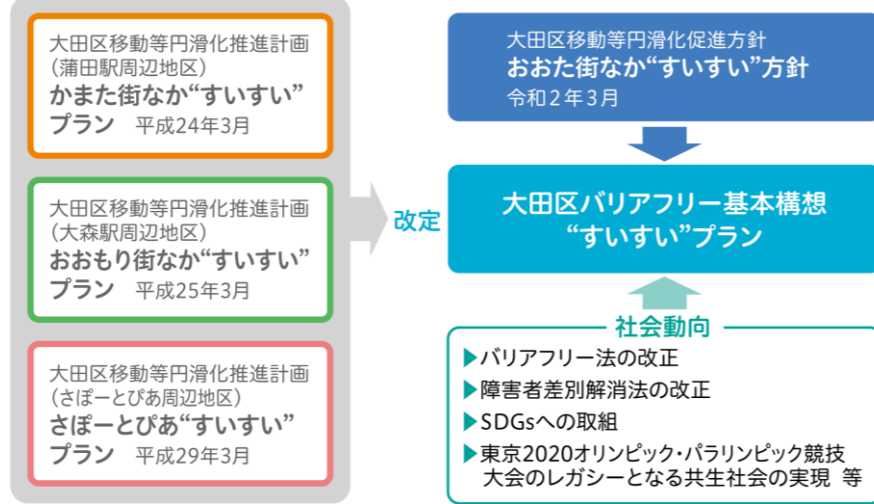 大田区移動等円滑化推進計画
(蒲田駅周辺地区)
かまた街なか“すいすい”
プラン 平成24年3月
大田区移動等円滑化推進計画
(大森駅周辺地区)
おおもり街なか“すいすい”
プラン 平成25年3月
大田区移動等円滑化推進計画
(さぽーとぴあ周辺地区)
さぽーとぴあ“すいすい”
プラン 平成29年3月
改定
大田区移動等円滑化促進方針
おおた街なか“すいすい”方針
令和2年3月
大田区バリアフリー基本構想
“すいすい”プラン
社会動向
▶バリアフリー法の改正
▶障害者差別解消法の改正
▶SDGsへの取組
▶東京2020オリンピック・パラリンピック競技
大会のレガシーとなる共生社会の実現 等